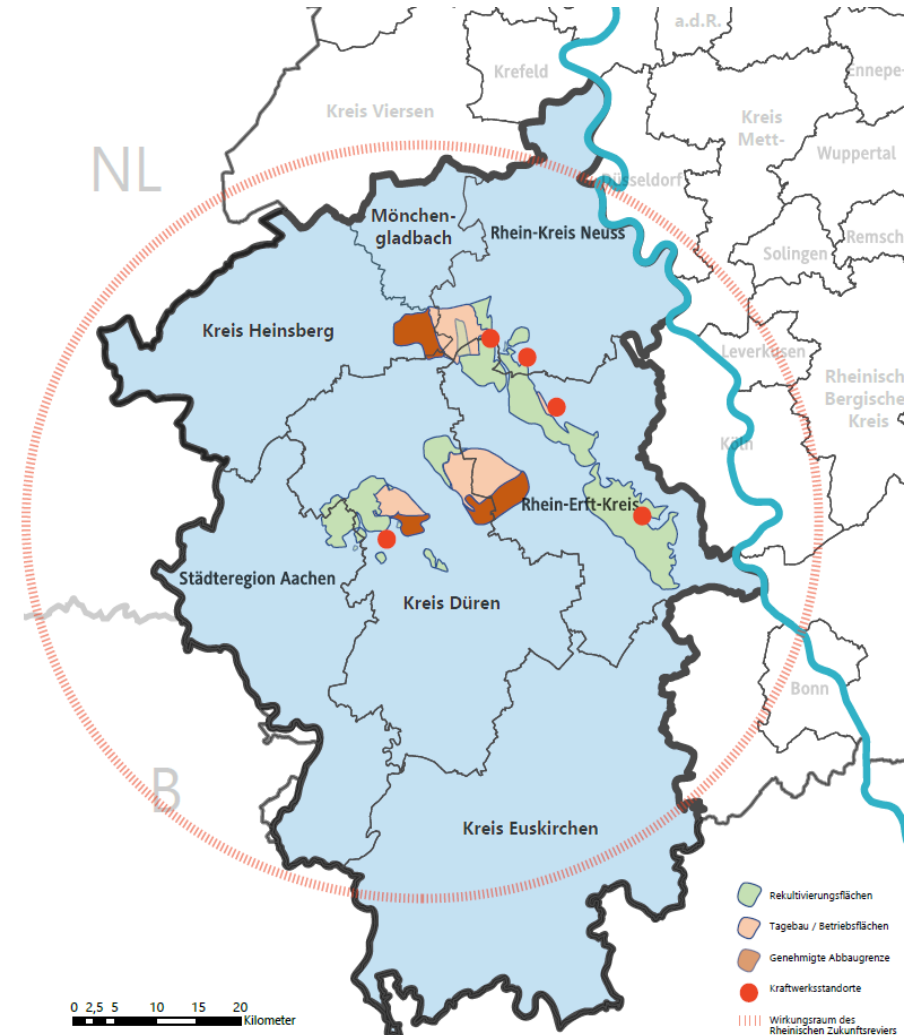 a.d.R.
Krefeld
Ennepe-
Kreis Viersen
Kreis
Mett-
NL
Wuppertal
Düsseldorf
Mönchen-
gladbach
Rhein-Kreis Neuss
Remsch
Solingen
Kreis Heinsberg
Leverkusen
Rheinisch
Bergische
Kreis
Köln
Rhein-Erft-Kreis
Städteregion Aachen
Kreis Düren
Bonn
B
Kreis Euskirchen
Rekultivierungsflächen
Tagebau / Betriebsflächen
Genehmigte Abbaugrenze
Kraftwerksstandorte
Wirkungsraum des
Rheinischen Zukunftsreviers
0 2,5 5 10 15 20
Kilometer